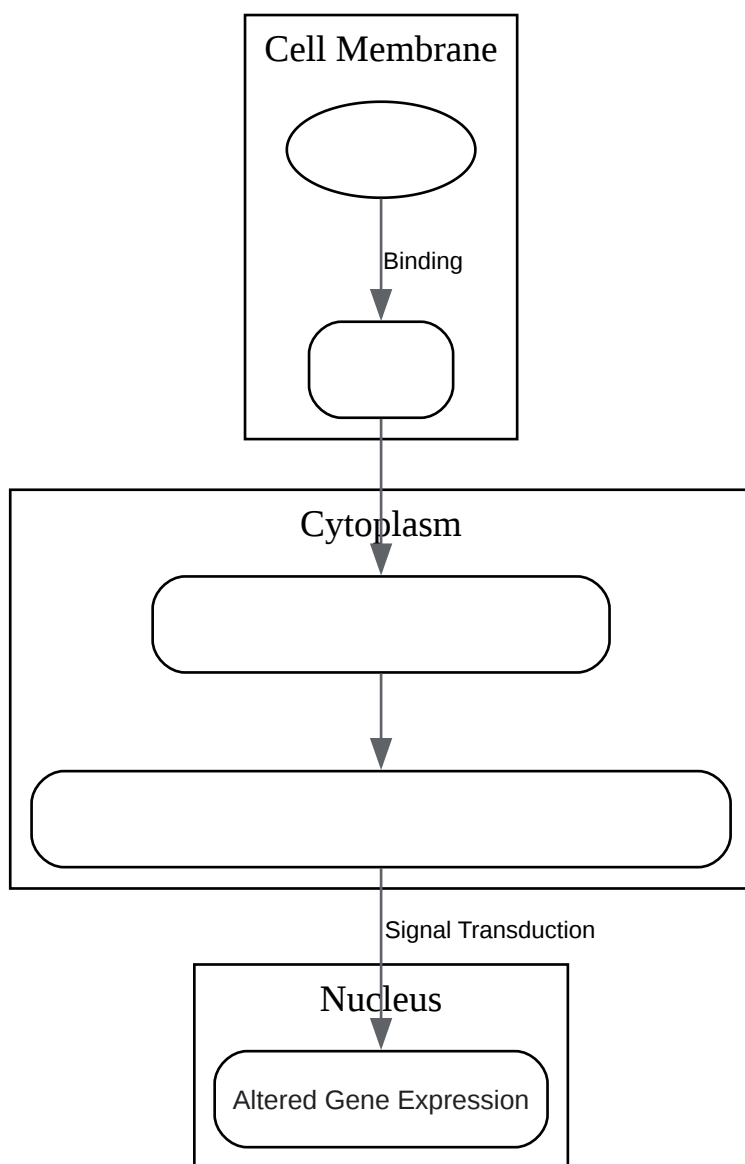 Cell Membrane
Binding
Cytoplasm
Signal Transduction
Nucleus
Altered Gene Expression